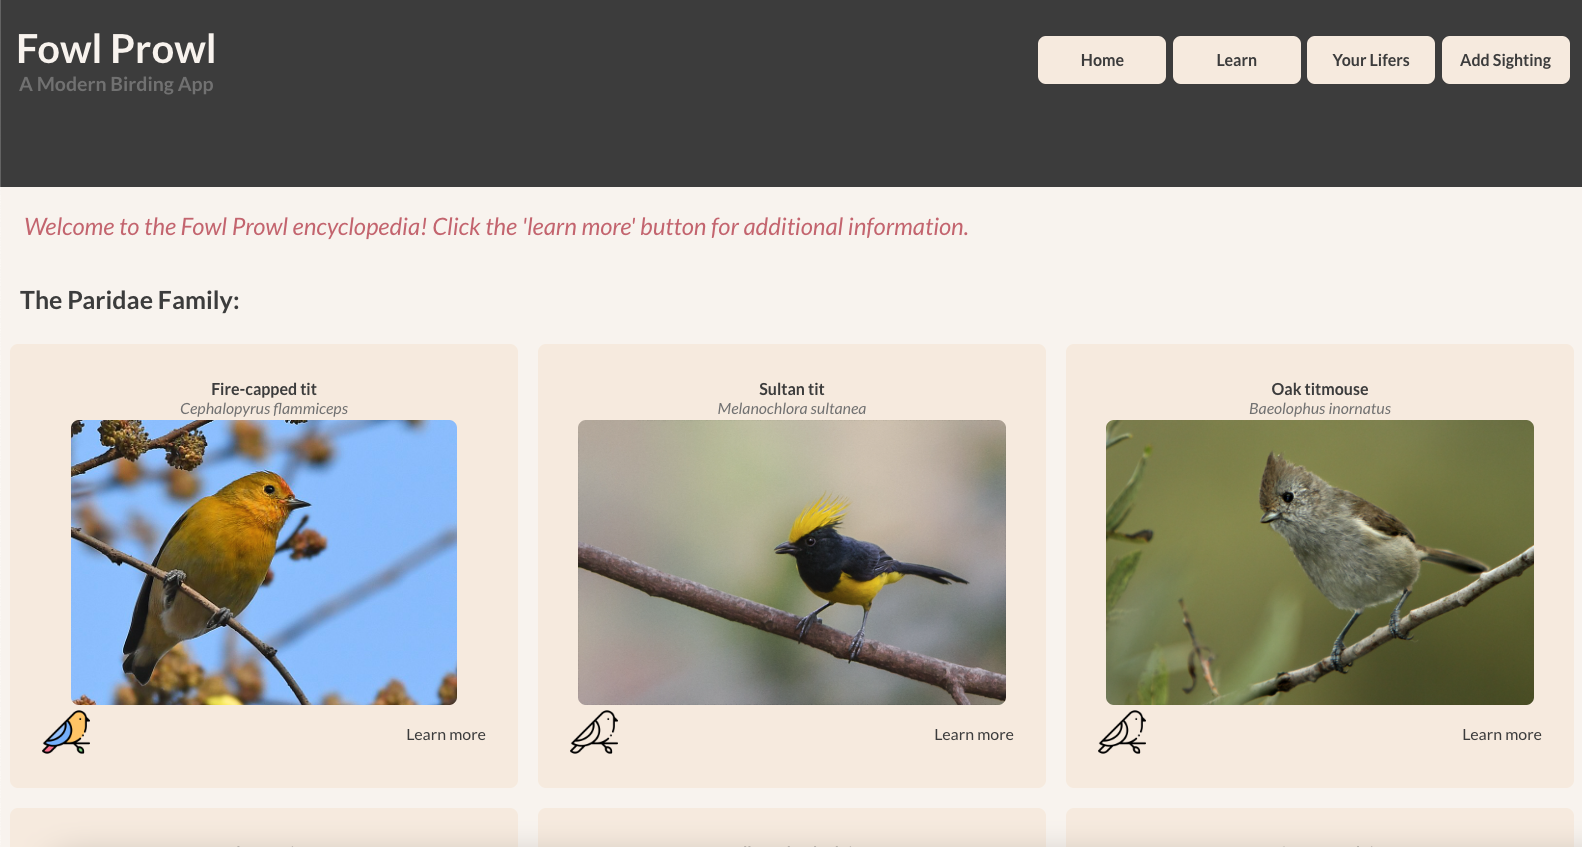 Fowl Prowl
A Modern Birding App
Home
Learn
Your Lifers
Add Sighting
Welcome to the Fowl Prowl encyclopedia! Click the 'learn more' button for additional information.
The Paridae Family:
Fire-capped tit
Cephalopyrus flammiceps
Learn more
Sultan tit
Melanochlora sultanea
Learn more
Oak titmouse
Baeolophus inornatus
Learn more